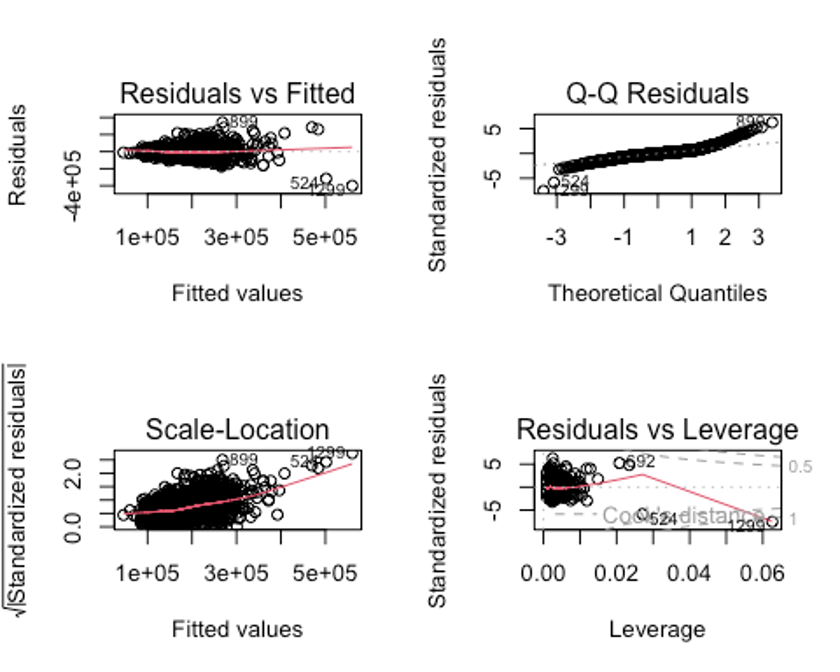 Residuals vs Fitted
Residuals
-4e+05
899
524
1299
1e+05 3e+05 5e+05
Fitted values
Q-Q Residuals
Standardized residuals
5
-5
899
524
1299
-3 -1 1 2 3
Theoretical Quantiles
Scale-Location
√|Standardized residuals|
2.0
0.0
899
524
1299
1e+05 3e+05 5e+05
Fitted values
Residuals vs Leverage
Standardized residuals
5
-5
692
524
1299
Cook's distance
0.5
1
0.00 0.02 0.04 0.06
Leverage